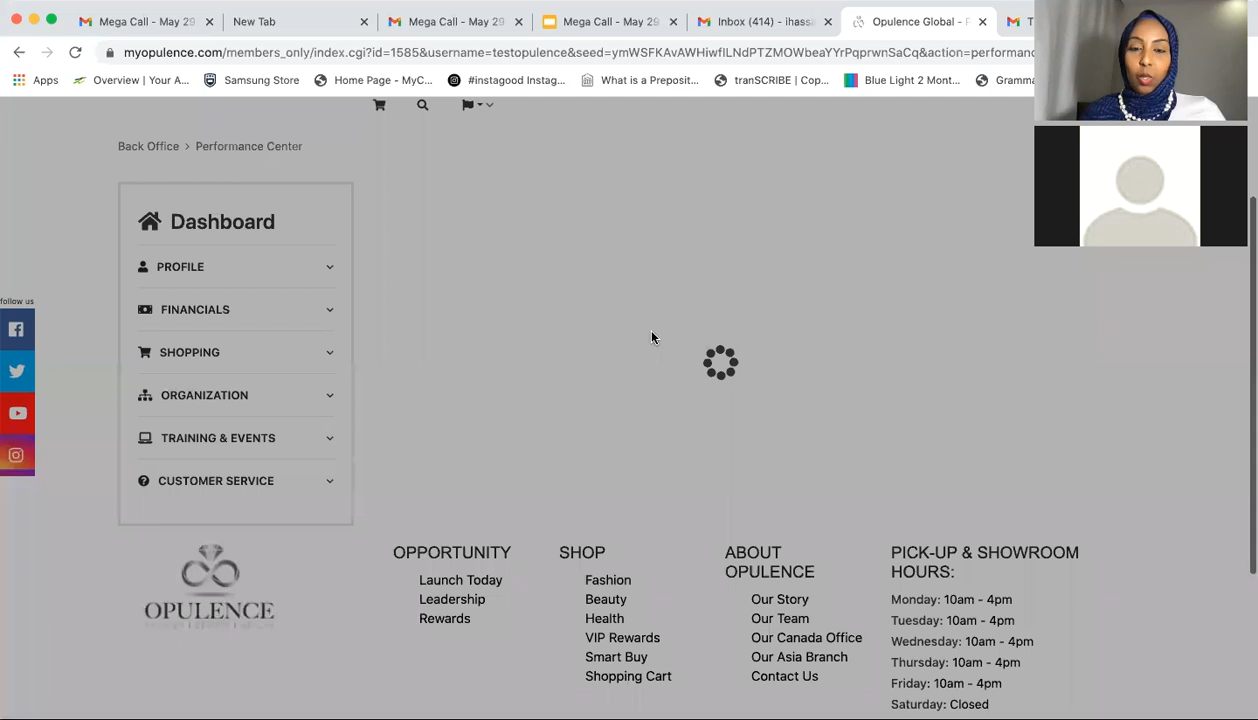 Mega Call - May 29
New Tab
Mega Call - May 29
Mega Call - May 29
Inbox (414) - ihass
Opulence Global - P
T
myopulence.com/members_only/index.cgi?id=1585&username=testopulence&seed=ymWSFKAvAWHiwflLNdPTZMOWbeaYYrPqprwnSaCq&action=performanc
Apps
Overview | Your A...
Samsung Store
Home Page - MyC...
#instagood Instag...
What is a Preposit...
tranSCRIBE | Cop...
Blue Light 2 Mont...
Gramma
Back Office > Performance Center
Dashboard
PROFILE
FINANCIALS
SHOPPING
ORGANIZATION
TRAINING & EVENTS
CUSTOMER SERVICE
follow us
OPULENCE
OPPORTUNITY
Launch Today
Leadership
Rewards
SHOP
Fashion
Beauty
Health
VIP Rewards
Smart Buy
Shopping Cart
ABOUT
OPULENCE
Our Story
Our Team
Our Canada Office
Our Asia Branch
Contact Us
PICK-UP & SHOWROOM
HOURS:
Monday: 10am - 4pm
Tuesday: 10am - 4pm
Wednesday: 10am - 4pm
Thursday: 10am - 4pm
Friday: 10am - 4pm
Saturday: Closed